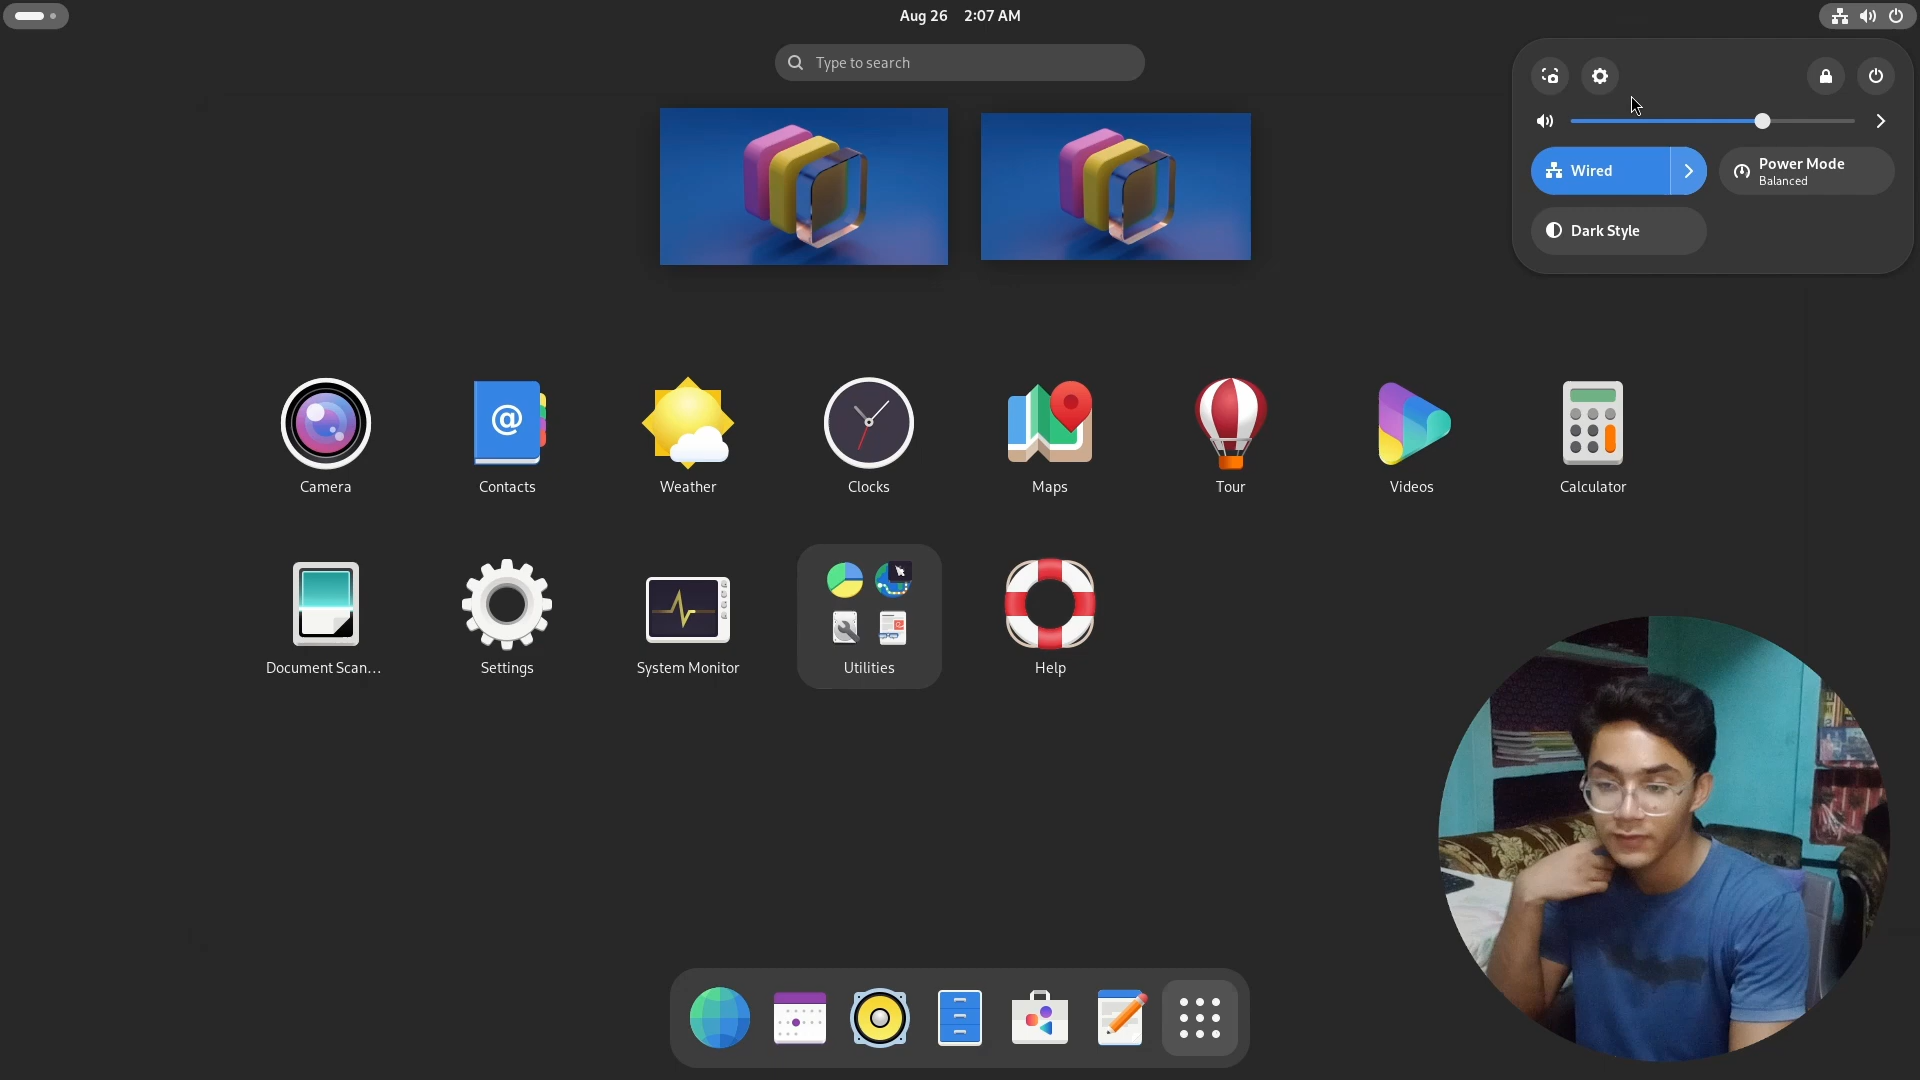 Aug 26 2:07 AM
Type to search
Wired
Power Mode
Balanced
Dark Style
Camera
Contacts
Weather
Clocks
Maps
Tour
Videos
Calculator
Document Scan…
Settings
System Monitor
Utilities
Help